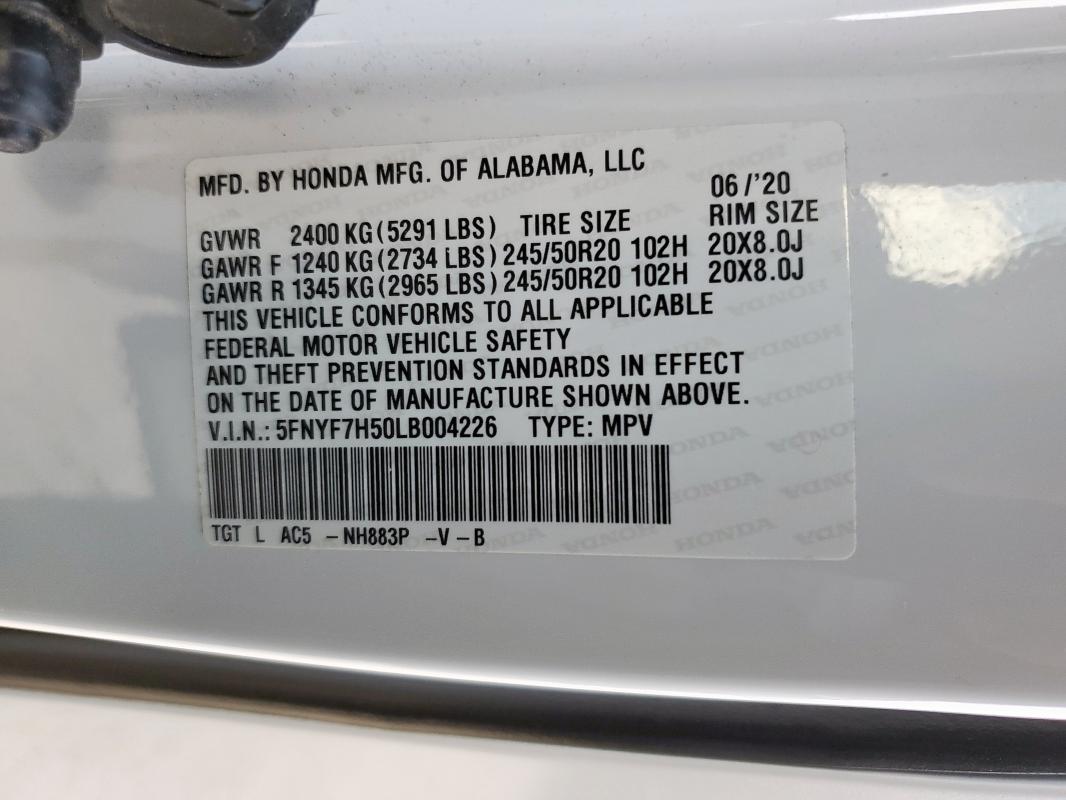 MFD. BY HONDA MFG. OF ALABAMA, LLC 06/'20
GVWR 2400 KG(5291 LBS) TIRE SIZE RIM SIZE
GAWR F 1240 KG(2734 LBS) 245/50R20 102H 20X8.0J
GAWR R 1345 KG(2965 LBS) 245/50R20 102H 20X8.0J
THIS VEHICLE CONFORMS TO ALL APPLICABLE
FEDERAL MOTOR VEHICLE SAFETY
AND THEFT PREVENTION STANDARDS IN EFFECT
ON THE DATE OF MANUFACTURE SHOWN ABOVE.
V.I.N.: 5FNYF7H50LB004226 TYPE: MPV
TGT L AC5 -NH883P -V -B